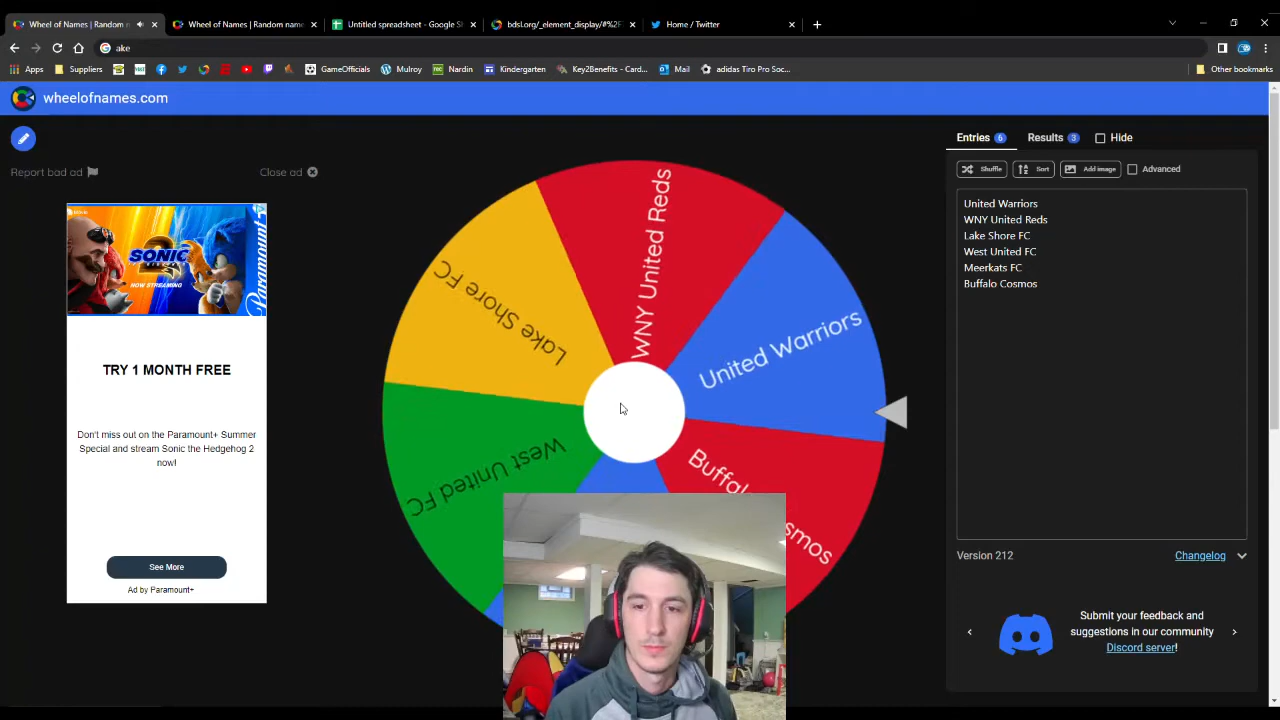 Wheel of Names | Random n
Wheel of Names | Random name
Untitled spreadsheet - Google Sh
bdsl.org/_element_display/#%2F
Home / Twitter
ake
Apps
Suppliers
GameOfficials
Mulroy
Nardin
Kindergarten
Key2Benefits - Card...
Mail
adidas Tiro Pro Soc...
Other bookmarks
wheelofnames.com
Report bad ad
Close ad
SONIC
2
NOW STREAMING
Paramount+
TRY 1 MONTH FREE
Don't miss out on the Paramount+ Summer
Special and stream Sonic the Hedgehog 2
now!
See More
Ad by Paramount+
WNY United Reds
United Warriors
Lake Shore FC
West United FC
Buffalo Cosmos
Entries 6
Results 3
Hide
Shuffle
Sort
Add image
Advanced
United Warriors
WNY United Reds
Lake Shore FC
West United FC
Meerkats FC
Buffalo Cosmos
Version 212
Changelog
Submit your feedback and
suggestions in our community
Discord server!